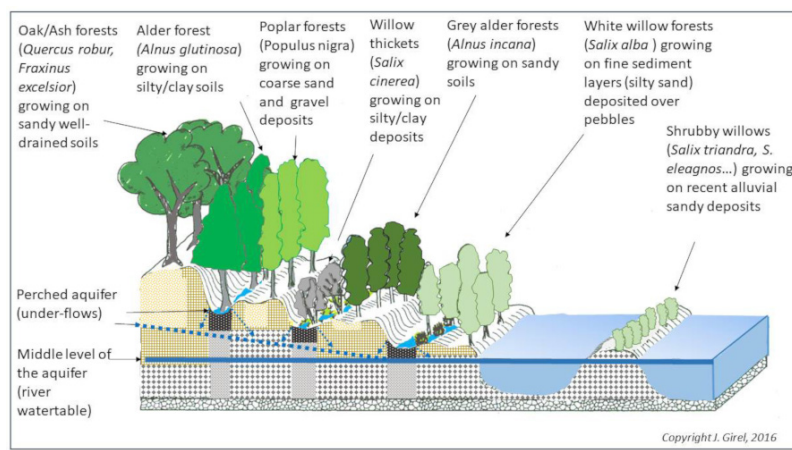 Oak/Ash forests
(Quercus robur,
Fraxinus
excelsior)
growing on
sandy well-
drained soils
Alder forest
(Alnus glutinosa)
growing on
silty/clay soils
Poplar forests
(Populus nigra)
growing on
coarse sand
and gravel
deposits
Willow
thickets
(Salix
cinerea)
growing on
silty/clay
deposits
Grey alder forests
(Alnus incana)
growing on sandy
soils
White willow forests
(Salix alba ) growing
on fine sediment
layers (silty sand)
deposited over
pebbles
Shrubby willows
(Salix triandra, S.
eleagnos...) growing
on recent alluvial
sandy deposits
Perched aquifer
(under-flows)
Middle level of
the aquifer
(river
watertable)
Copyright J. Girel, 2016